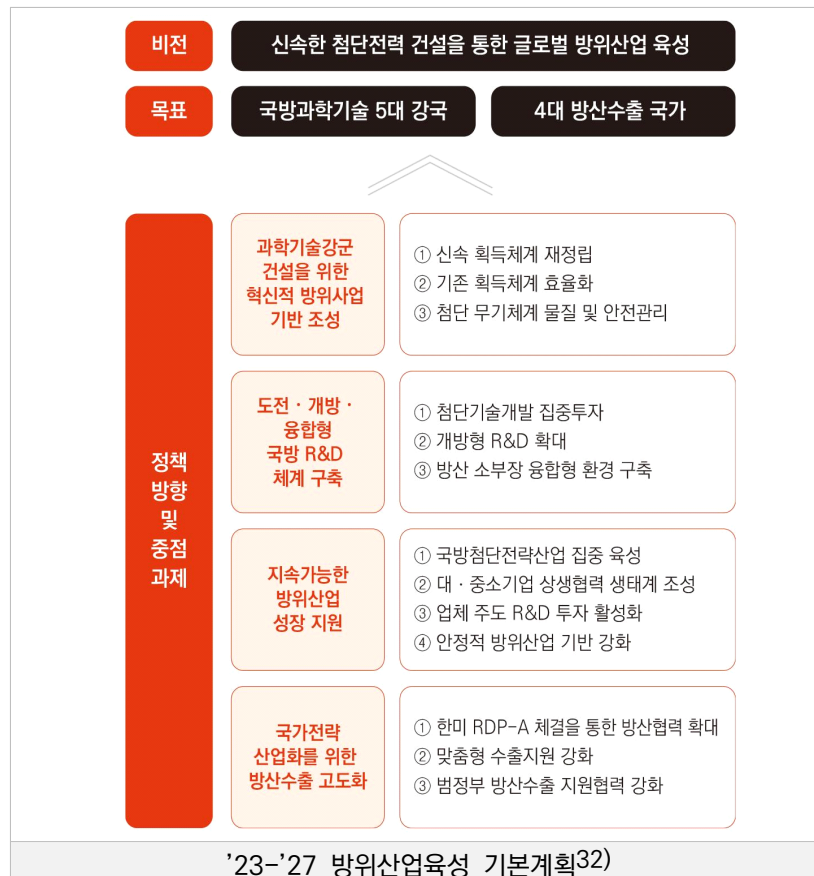 비전
신속한 첨단전력 건설을 통한 글로벌 방위산업 육성
목표
국방과학기술 5대 강국
4대 방산수출 국가
정책
방향
및
중점
과제
과학기술강군
건설을 위한
혁신적 방위사업
기반 조성
① 신속 획득체계 재정립
② 기존 획득체계 효율화
③ 첨단 무기체계 물질 및 안전관리
도전 · 개방 ·
융합형
국방 R&D
체계 구축
① 첨단기술개발 집중투자
② 개방형 R&D 확대
③ 방산 소부장 융합형 환경 구축
지속가능한
방위산업
성장 지원
① 국방첨단전략산업 집중 육성
② 대 · 중소기업 상생협력 생태계 조성
③ 업체 주도 R&D 투자 활성화
④ 안정적 방위산업 기반 강화
국가전략
산업화를 위한
방산수출 고도화
① 한미 RDP-A 체결을 통한 방산협력 확대
② 맞춤형 수출지원 강화
③ 범정부 방산수출 지원협력 강화
’23-’27 방위산업육성 기본계획32)